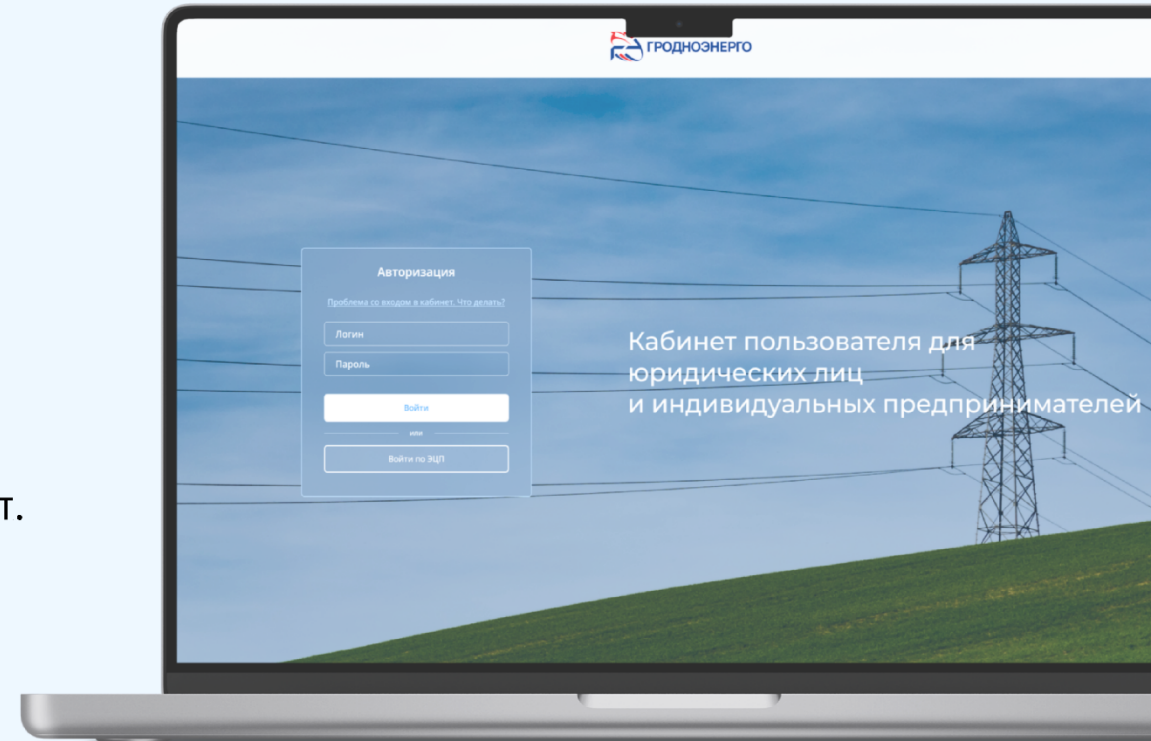 ГРОДНОЭНЕРГО
Авторизация
Проблема со входом в кабинет. Что делать?
Логин
Пароль
Войти
или
Войти по ЭЦП
Кабинет пользователя для
юридических лиц
и индивидуальных предпринимателей
т.